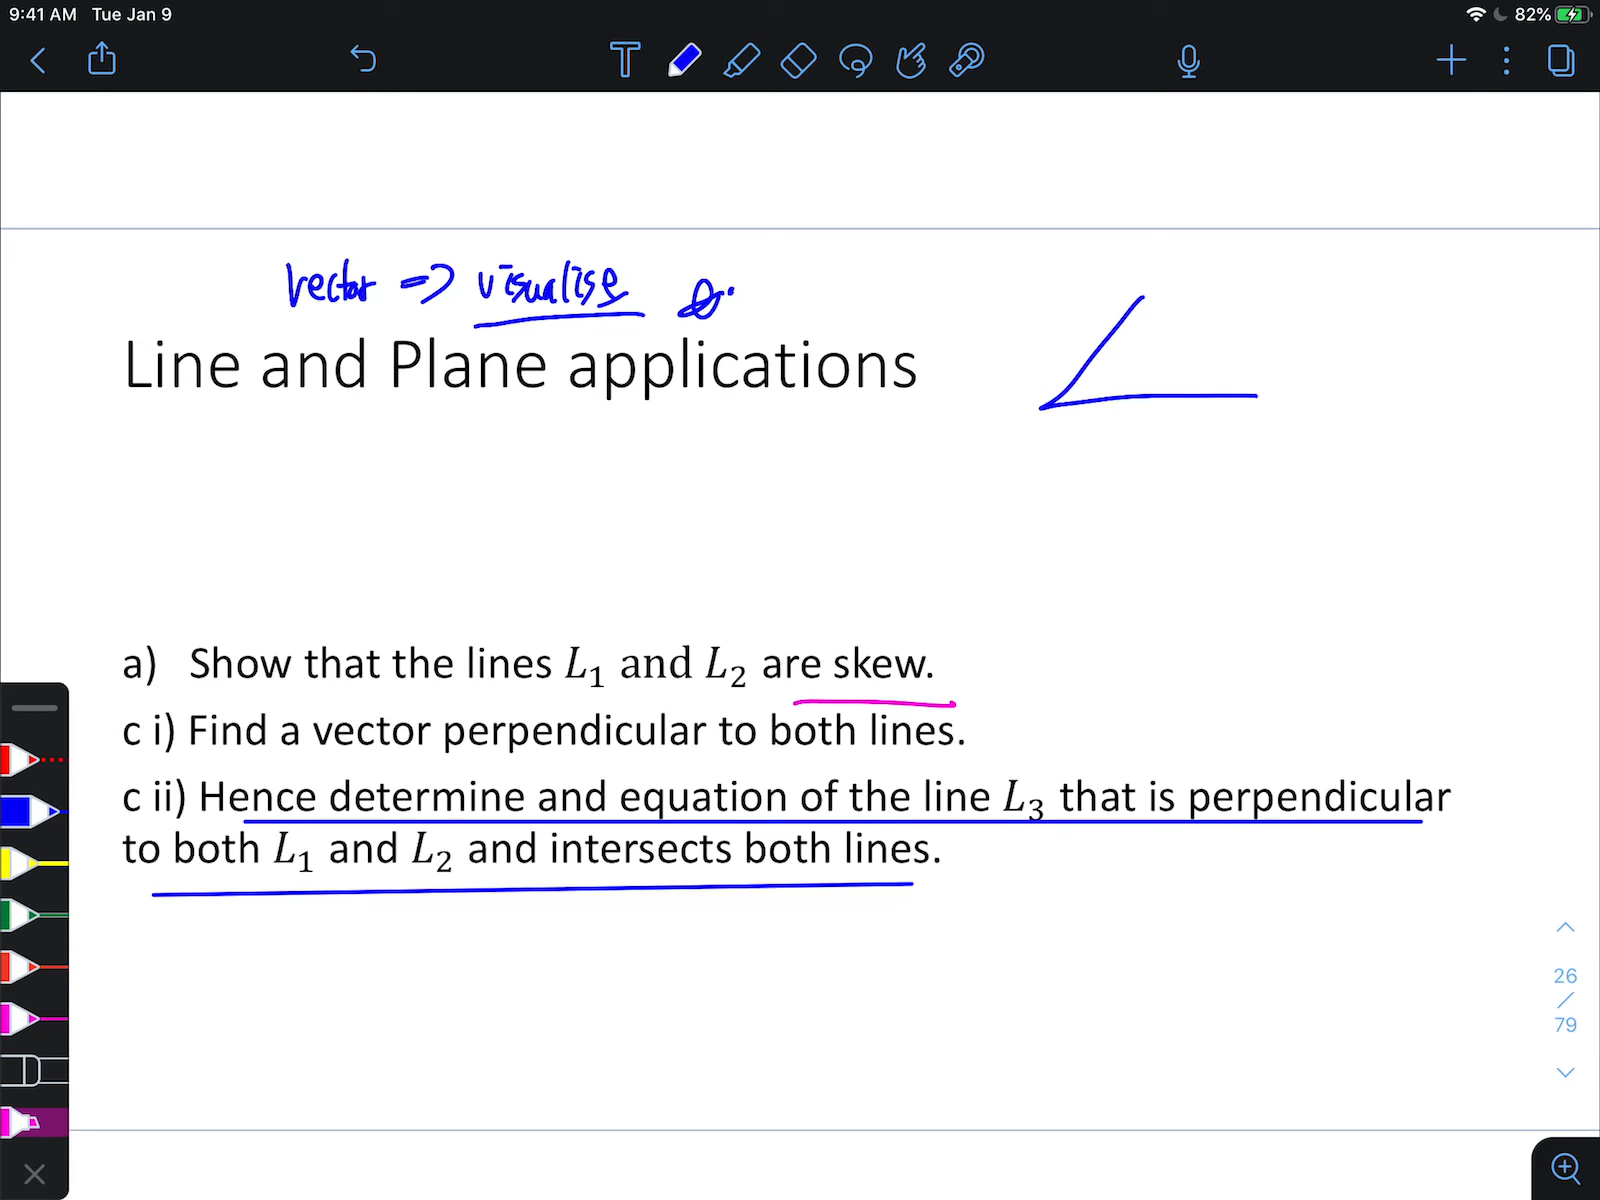 9:41 AM Tue Jan 9
82%
vector => visualise
Line and Plane applications
a) Show that the lines L₁ and L₂ are skew.
c i) Find a vector perpendicular to both lines.
c ii) Hence determine and equation of the line L₃ that is perpendicular
to both L₁ and L₂ and intersects both lines.
26
/
79